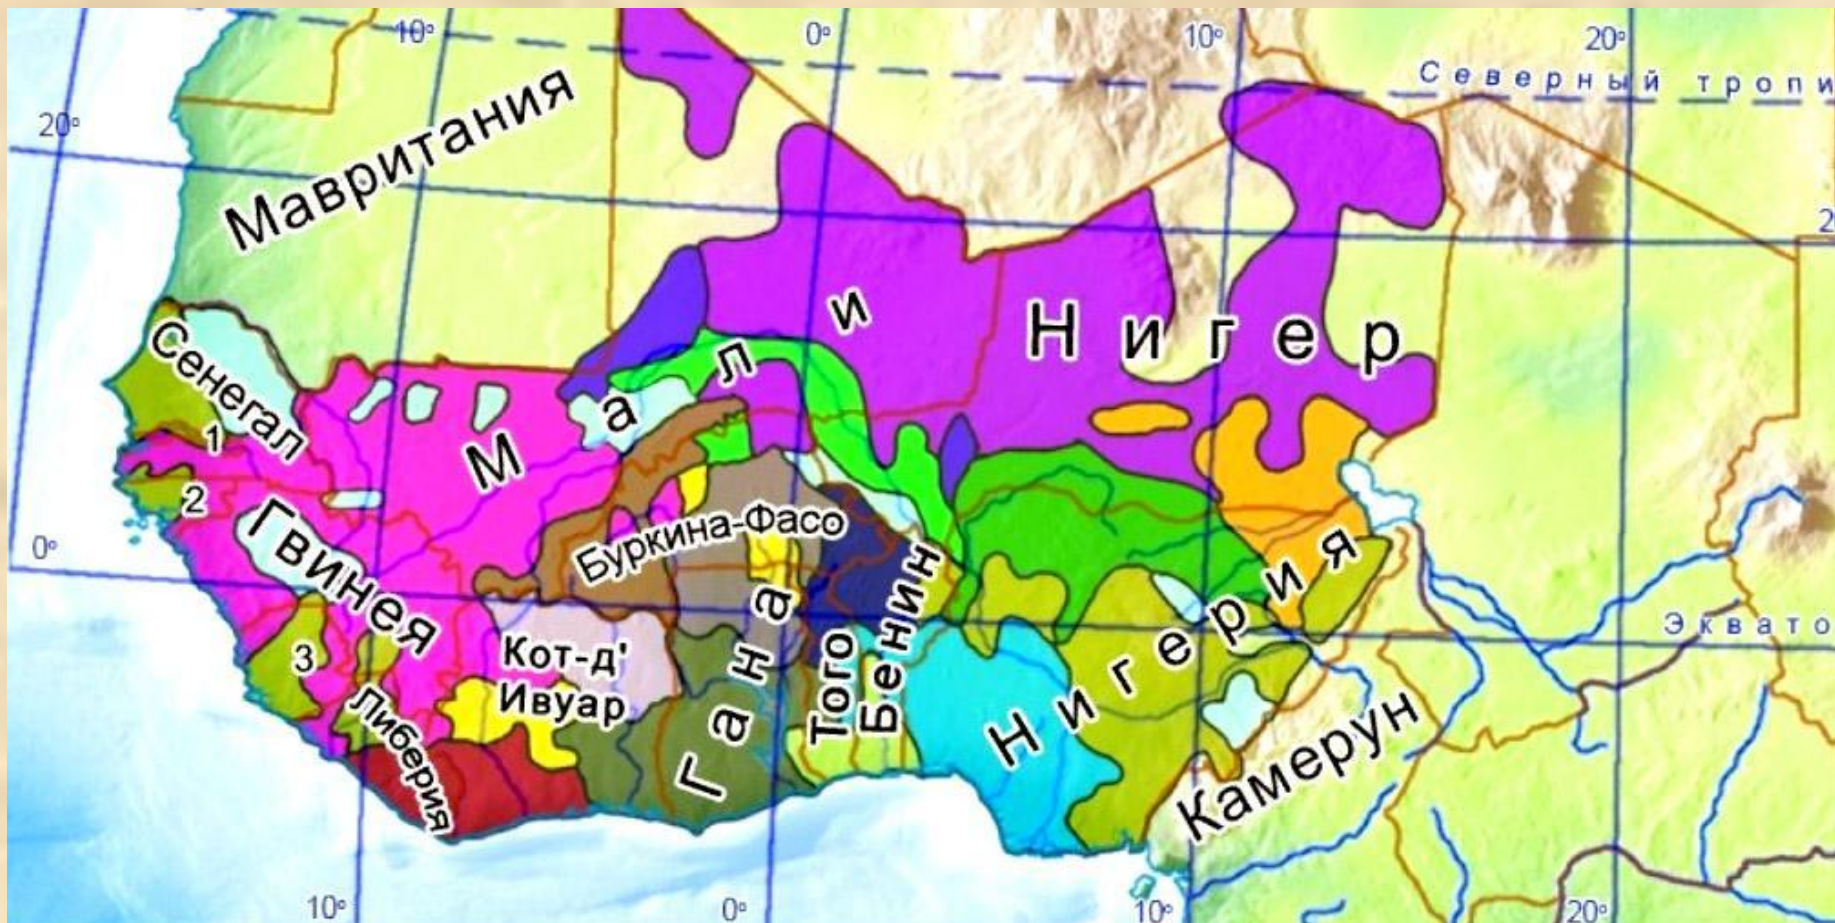 10°
0°
10°
20°
Северный тропи
20°
Мавритания
2
Сенегал
Мали
Нигер
1
2
Гвинея
Буркина-Фасо
0°
3
Либерия
Кот-д'
Ивуар
Гана
Того
Бенин
Нигерия
Камерун
Эквато
10°
0°
10°
20°